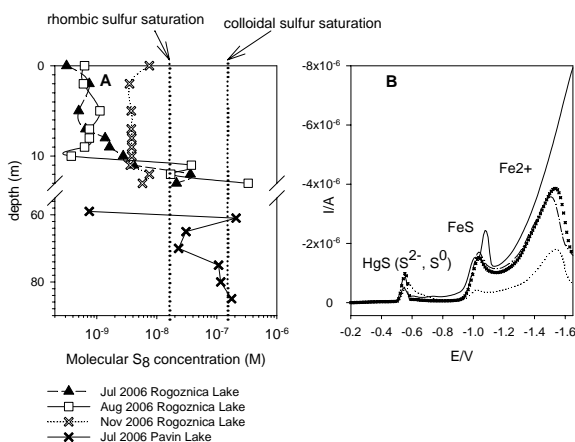 rhombic sulfur saturation
colloidal sulfur saturation
A
0
10
60
80
depth (m)
10⁻⁹ 10⁻⁸ 10⁻⁷ 10⁻⁶
Molecular S₈ concentration (M)
Jul 2006 Rogoznica Lake
Aug 2006 Rogoznica Lake
Nov 2006 Rogoznica Lake
Jul 2006 Pavin Lake
B
-8x10⁻⁶
-6x10⁻⁶
-4x10⁻⁶
-2x10⁻⁶
0
I/A
Fe2+
FeS
HgS (S²⁻, S⁰)
-0.2 -0.4 -0.6 -0.8 -1.0 -1.2 -1.4 -1.6
E/V